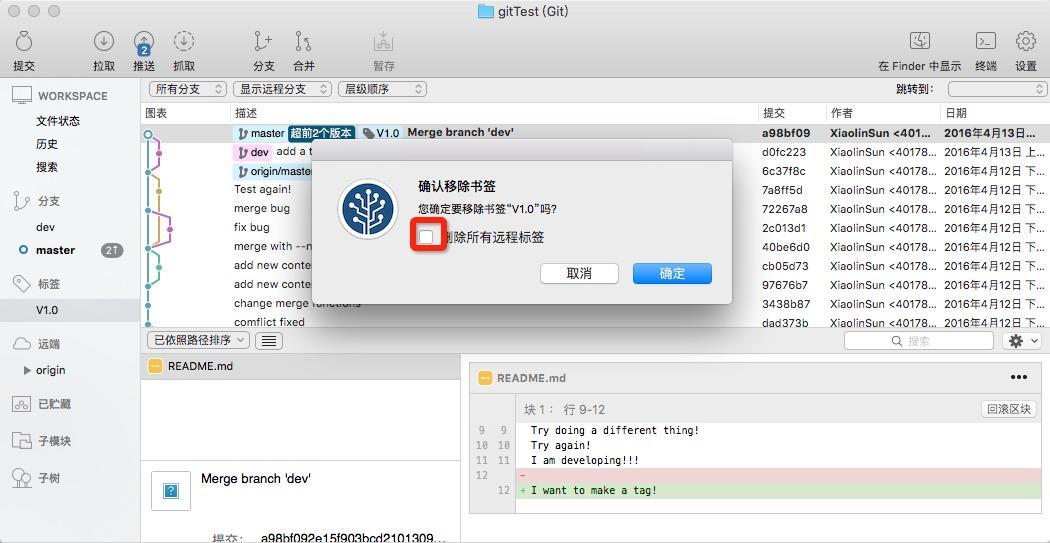 gitTest (Git)
提交 拉取 2 推送 抓取 分支 合并 暂存 在 Finder 中显示 终端 设置
WORKSPACE
文件状态
历史
搜索
分支
dev
master 2↑
标签
V1.0
远端
origin
已贮藏
子模块
子树
所有分支 显示远程分支 层级顺序 跳转到:
图表 描述 提交 作者 日期
master 超前2个版本 V1.0 Merge branch 'dev' a98bf09 XiaolinSun <401... 2016年4月13日...
dev add a t d0fc223 XiaolinSun <40178... 2016年4月13日 上...
origin/master 6c37f8c XiaolinSun <40178... 2016年4月12日 下...
Test again! 7a8ff5d XiaolinSun <40178... 2016年4月12日 下...
merge bug 72267a8 XiaolinSun <40178... 2016年4月12日 下...
fix bug 2c013d1 XiaolinSun <40178... 2016年4月12日 下...
merge with --n 40be6d0 XiaolinSun <40178... 2016年4月12日 下...
add new conte cb05d73 XiaolinSun <40178... 2016年4月12日 下...
add new conte 97676b7 XiaolinSun <40178... 2016年4月12日 下...
change merge functions 3438b87 XiaolinSun <40178... 2016年4月12日 下...
comflict fixed dad373b XiaolinSun <40178... 2016年4月12日 下...
确认移除书签
您确定要移除书签“V1.0”吗?
删除所有远程标签
取消 确定
已依照路径排序 搜索
README.md
Merge branch 'dev'
提交: a98bf092e15f903bcd2101309...
README.md •••
块 1： 行 9-12 回滚区块
9 9 Try doing a different thing!
10 10 Try again!
11 11 I am developing!!!
12 -
12 + I want to make a tag!